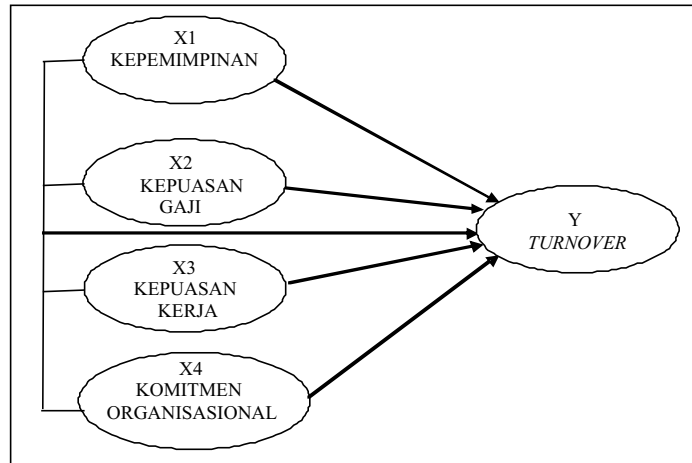 X1
KEPEMIMPINAN
X2
KEPUASAN
GAJI
Y
TURNOVER
X3
KEPUASAN
KERJA
X4
KOMITMEN
ORGANISASIONAL